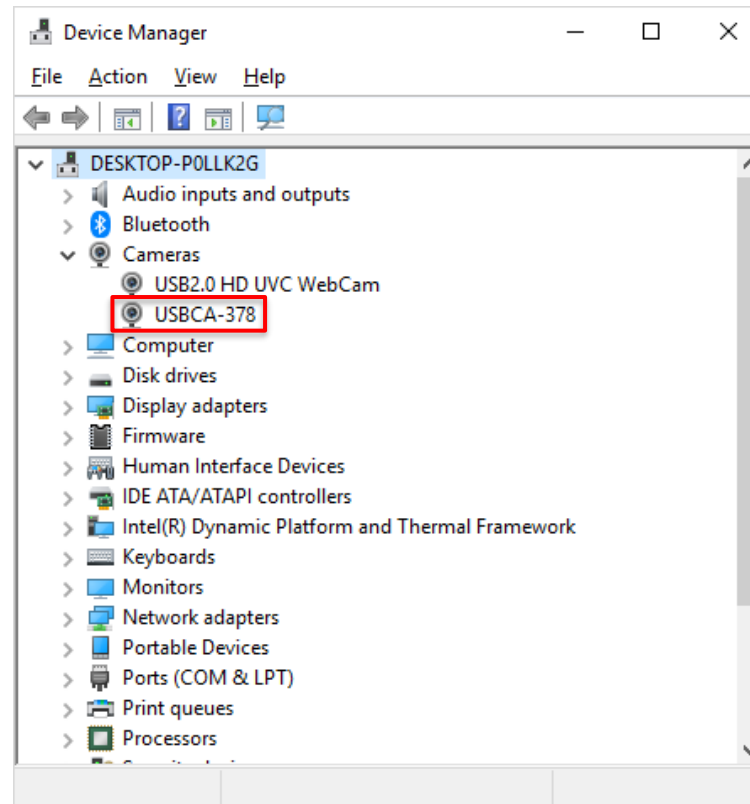 Device Manager
File Action View Help
DESKTOP-P0LLK2G
Audio inputs and outputs
Bluetooth
Cameras
USB2.0 HD UVC WebCam
USBCA-378
Computer
Disk drives
Display adapters
Firmware
Human Interface Devices
IDE ATA/ATAPI controllers
Intel(R) Dynamic Platform and Thermal Framework
Keyboards
Monitors
Network adapters
Portable Devices
Ports (COM & LPT)
Print queues
Processors